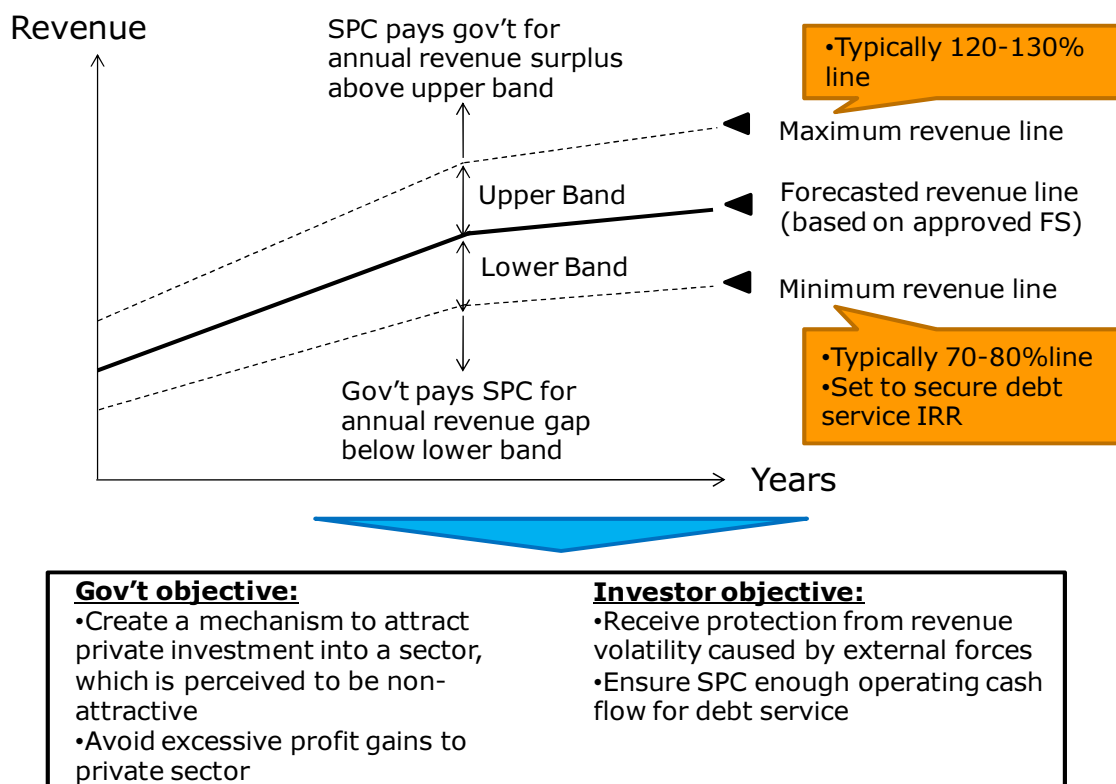 Revenue
SPC pays gov't for
annual revenue surplus
above upper band
•Typically 120-130%
line
Maximum revenue line
Upper Band
Forecasted revenue line
(based on approved FS)
Lower Band
Minimum revenue line
•Typically 70-80%line
•Set to secure debt
service IRR
Gov't pays SPC for
annual revenue gap
below lower band
Years
Gov't objective:
•Create a mechanism to attract
private investment into a sector,
which is perceived to be non-
attractive
•Avoid excessive profit gains to
private sector
Investor objective:
•Receive protection from revenue
volatility caused by external forces
•Ensure SPC enough operating cash
flow for debt service